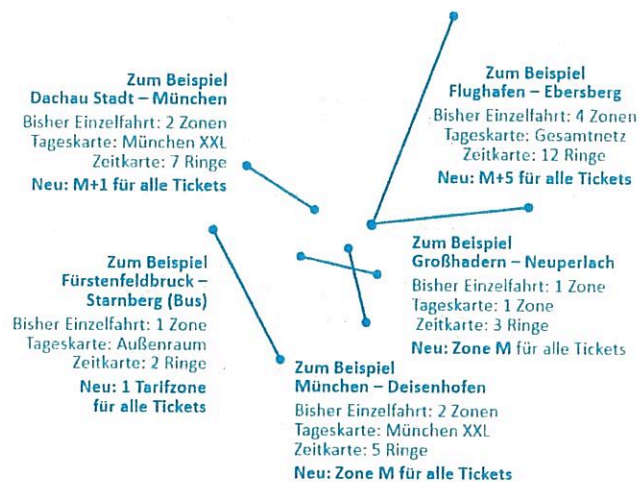 Zum Beispiel
Dachau Stadt – München
Bisher Einzelfahrt: 2 Zonen
Tageskarte: München XXL
Zeitkarte: 7 Ringe
Neu: M+1 für alle Tickets
Zum Beispiel
Flughafen – Ebersberg
Bisher Einzelfahrt: 4 Zonen
Tageskarte: Gesamtnetz
Zeitkarte: 12 Ringe
Neu: M+5 für alle Tickets
Zum Beispiel
Fürstenfeldbruck –
Starnberg (Bus)
Bisher Einzelfahrt: 1 Zone
Tageskarte: Außenraum
Zeitkarte: 2 Ringe
Neu: 1 Tarifzone
für alle Tickets
Zum Beispiel
Großhadern – Neuperlach
Bisher Einzelfahrt: 1 Zone
Tageskarte: 1 Zone
Zeitkarte: 3 Ringe
Neu: Zone M für alle Tickets
Zum Beispiel
München – Deisenhofen
Bisher Einzelfahrt: 2 Zonen
Tageskarte: München XXL
Zeitkarte: 5 Ringe
Neu: Zone M für alle Tickets